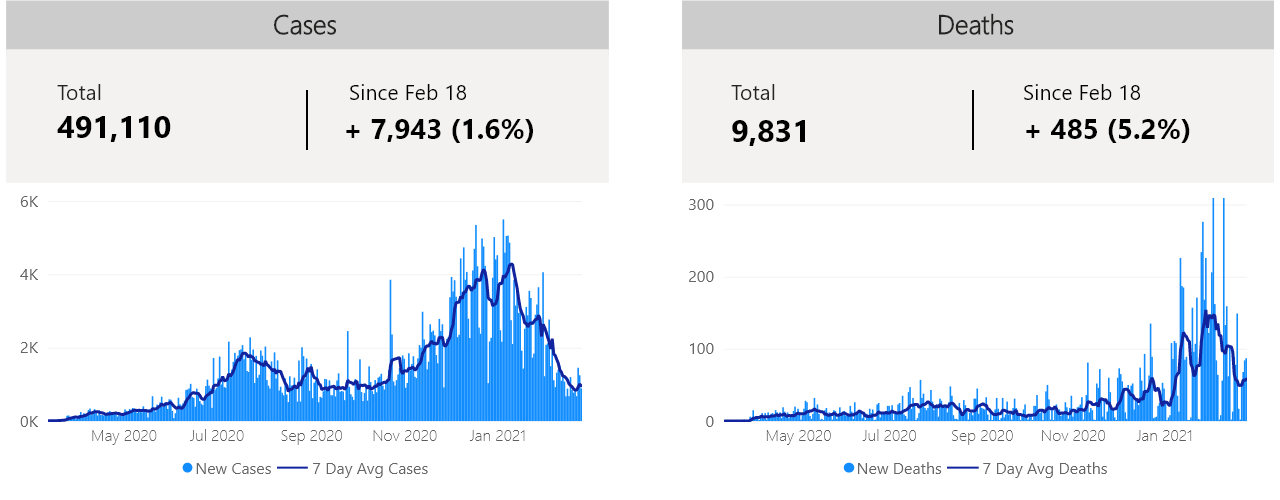 Cases
Total
491,110
Since Feb 18
+ 7,943 (1.6%)
6K
4K
2K
0K
May 2020 Jul 2020 Sep 2020 Nov 2020 Jan 2021
New Cases 7 Day Avg Cases
Deaths
Total
9,831
Since Feb 18
+ 485 (5.2%)
300
200
100
0
May 2020 Jul 2020 Sep 2020 Nov 2020 Jan 2021
New Deaths 7 Day Avg Deaths